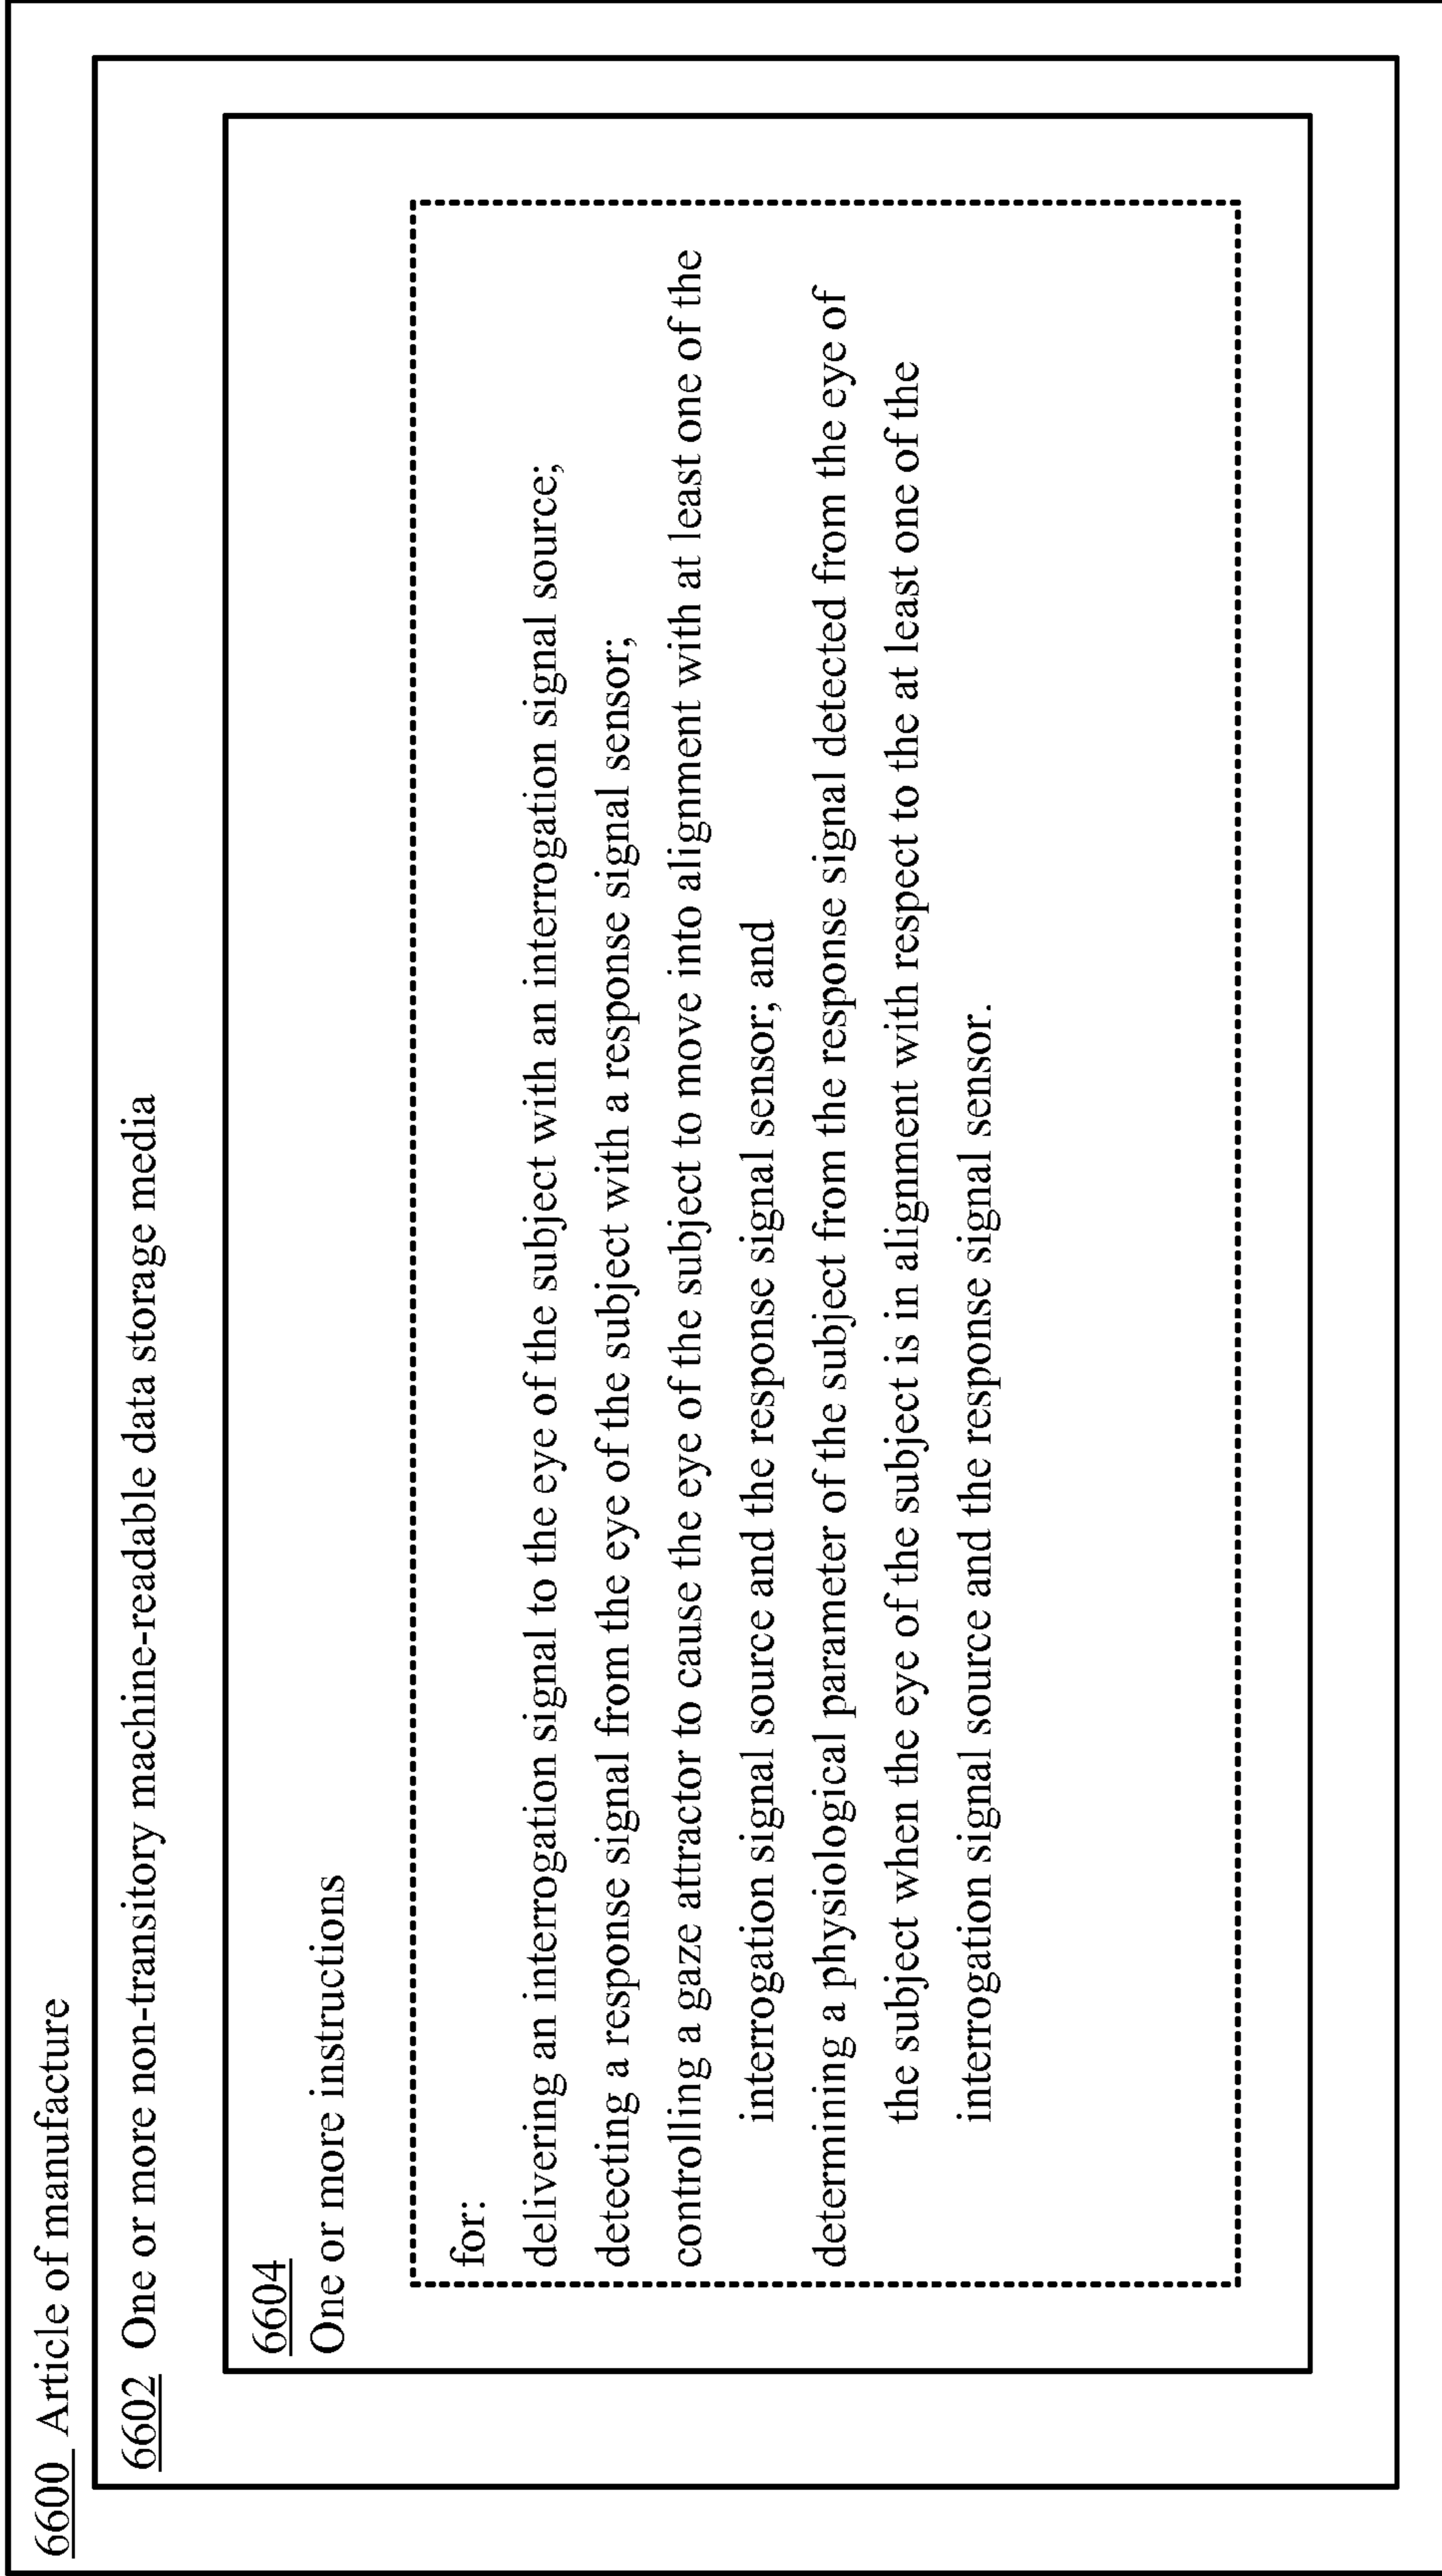 6600 Article of manufacture
6602 One or more non-transitory machine-readable data storage media
6604
One or more instructions
for:
delivering an interrogation signal to the eye of the subject with an interrogation signal source;
detecting a response signal from the eye of the subject with a response signal sensor;
controlling a gaze attractor to cause the eye of the subject to move into alignment with at least one of the
interrogation signal source and the response signal sensor; and
determining a physiological parameter of the subject from the response signal detected from the eye of
the subject when the eye of the subject is in alignment with respect to the at least one of the
interrogation signal source and the response signal sensor.